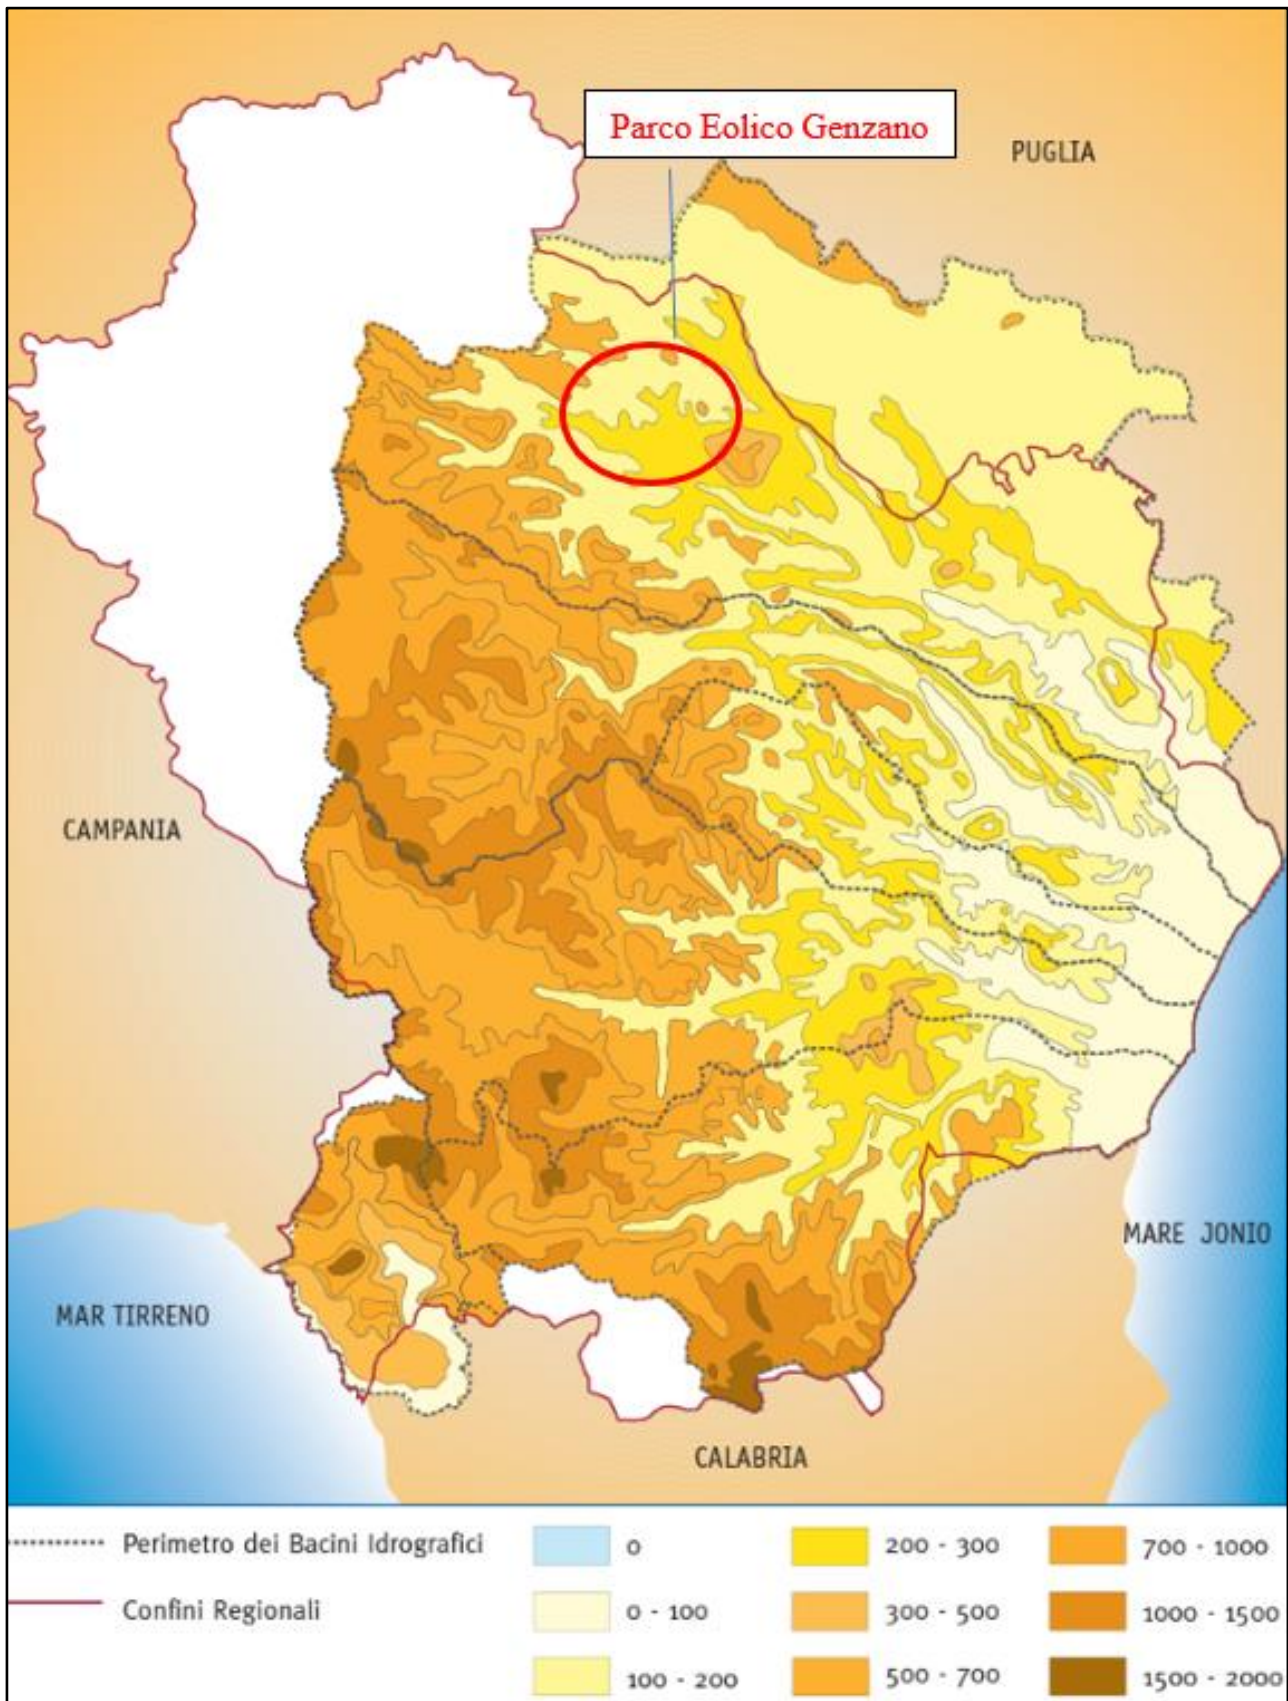 Parco Eolico Genzano
PUGLIA
CAMPANIA
MARE JONIO
MAR TIRRENO
CALABRIA
Perimetro dei Bacini Idrografici
Confini Regionali
0
0 - 100
100 - 200
200 - 300
300 - 500
500 - 700
700 - 1000
1000 - 1500
1500 - 2000